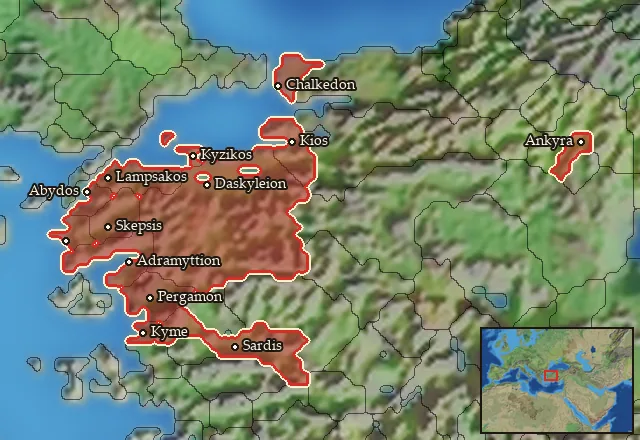 Chalkedon
Kios
Ankyra
Kyzikos
Lampsakos
Daskyleion
Abydos
Skepsis
Adramyttion
Pergamon
Kyme
Sardis